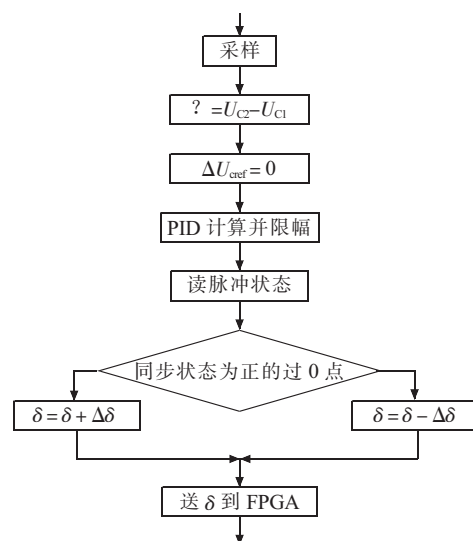 采样
? =U_C2−U_C1
ΔU_cref = 0
PID 计算并限幅
读脉冲状态
同步状态为正的过 0 点
δ = δ + Δδ
δ = δ − Δδ
送 δ 到 FPGA